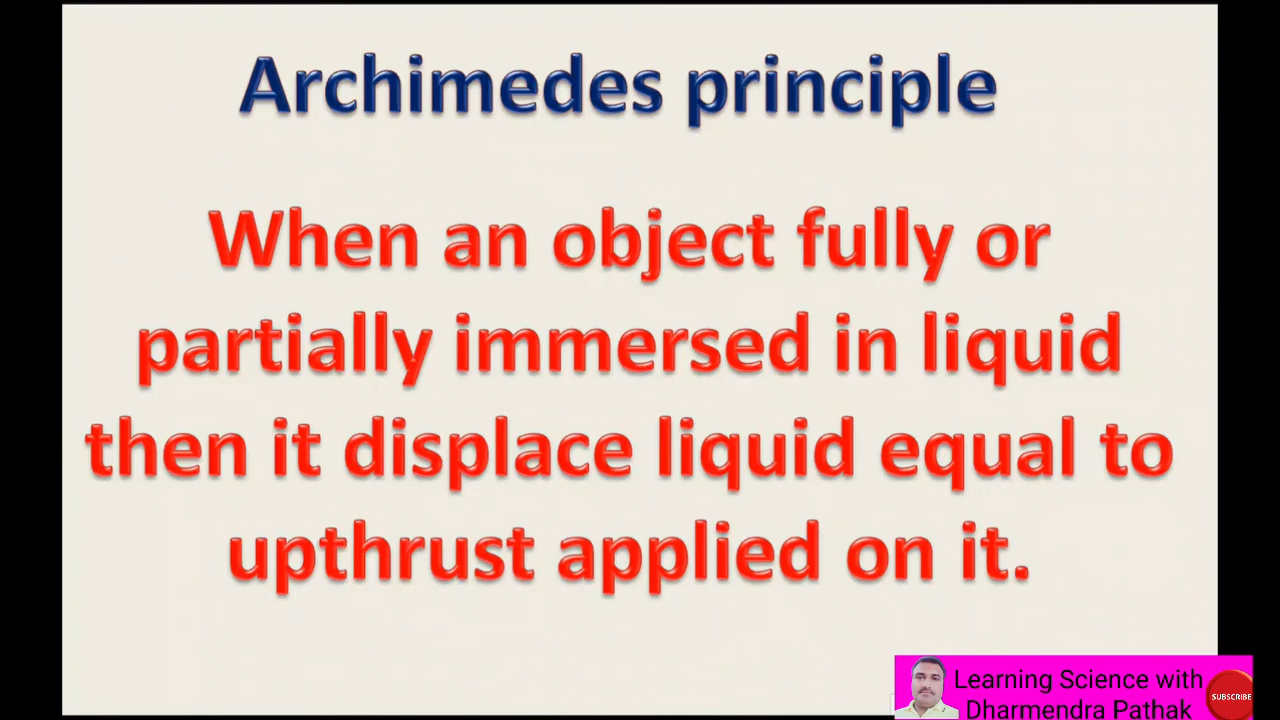 Archimedes principle
When an object fully or
partially immersed in liquid
then it displace liquid equal to
upthrust applied on it.
Learning Science with
Dharmendra Pathak
SUBSCRIBE